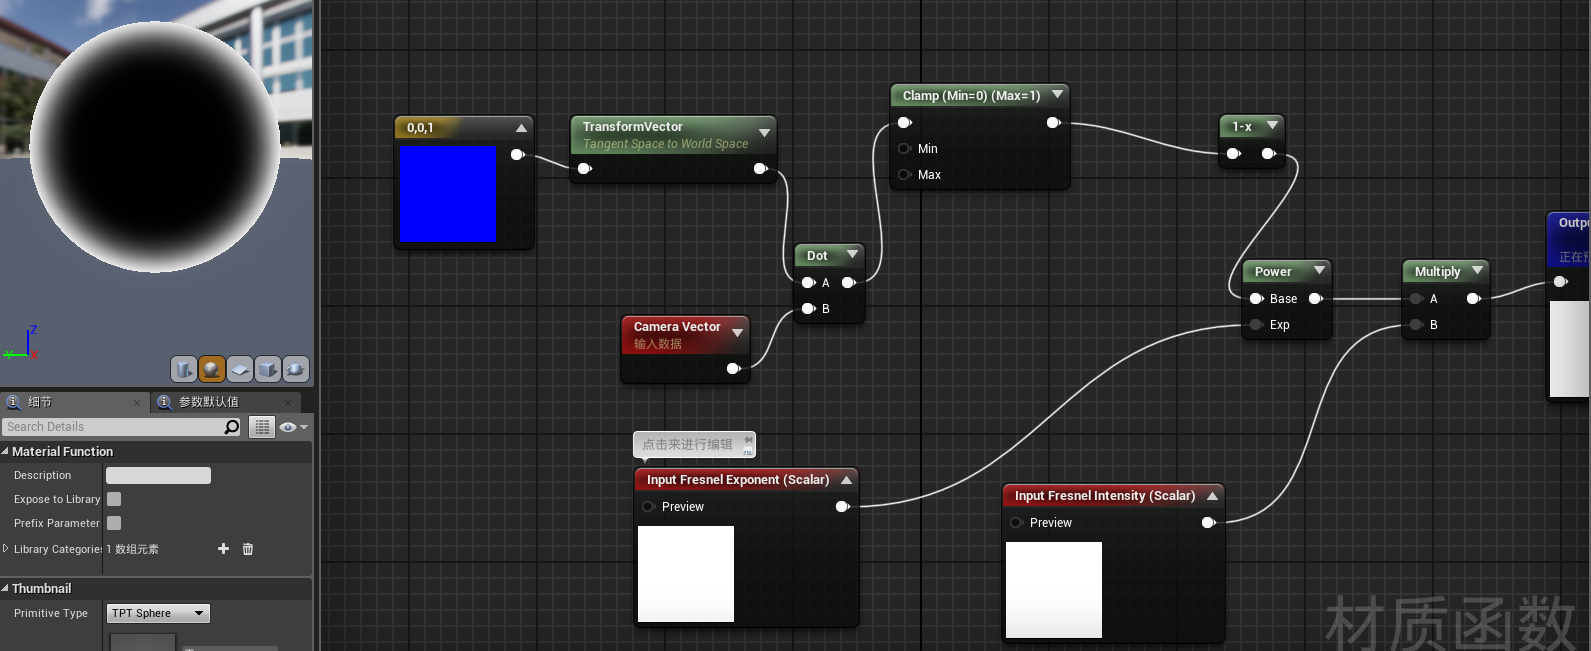 0,0,1
TransformVector
Tangent Space to World Space
Clamp (Min=0) (Max=1)
Min
Max
1-x
Dot
A
B
Camera Vector
输入数据
Power
Base
Exp
Multiply
A
B
Outp
正在
点击来进行编辑
Input Fresnel Exponent (Scalar)
Preview
Input Fresnel Intensity (Scalar)
Preview
材质函数
Z
Y
X
细节
参数默认值
Search Details
Material Function
Description
Expose to Library
Prefix Parameter
Library Categories
1 数组元素
Thumbnail
Primitive Type
TPT Sphere